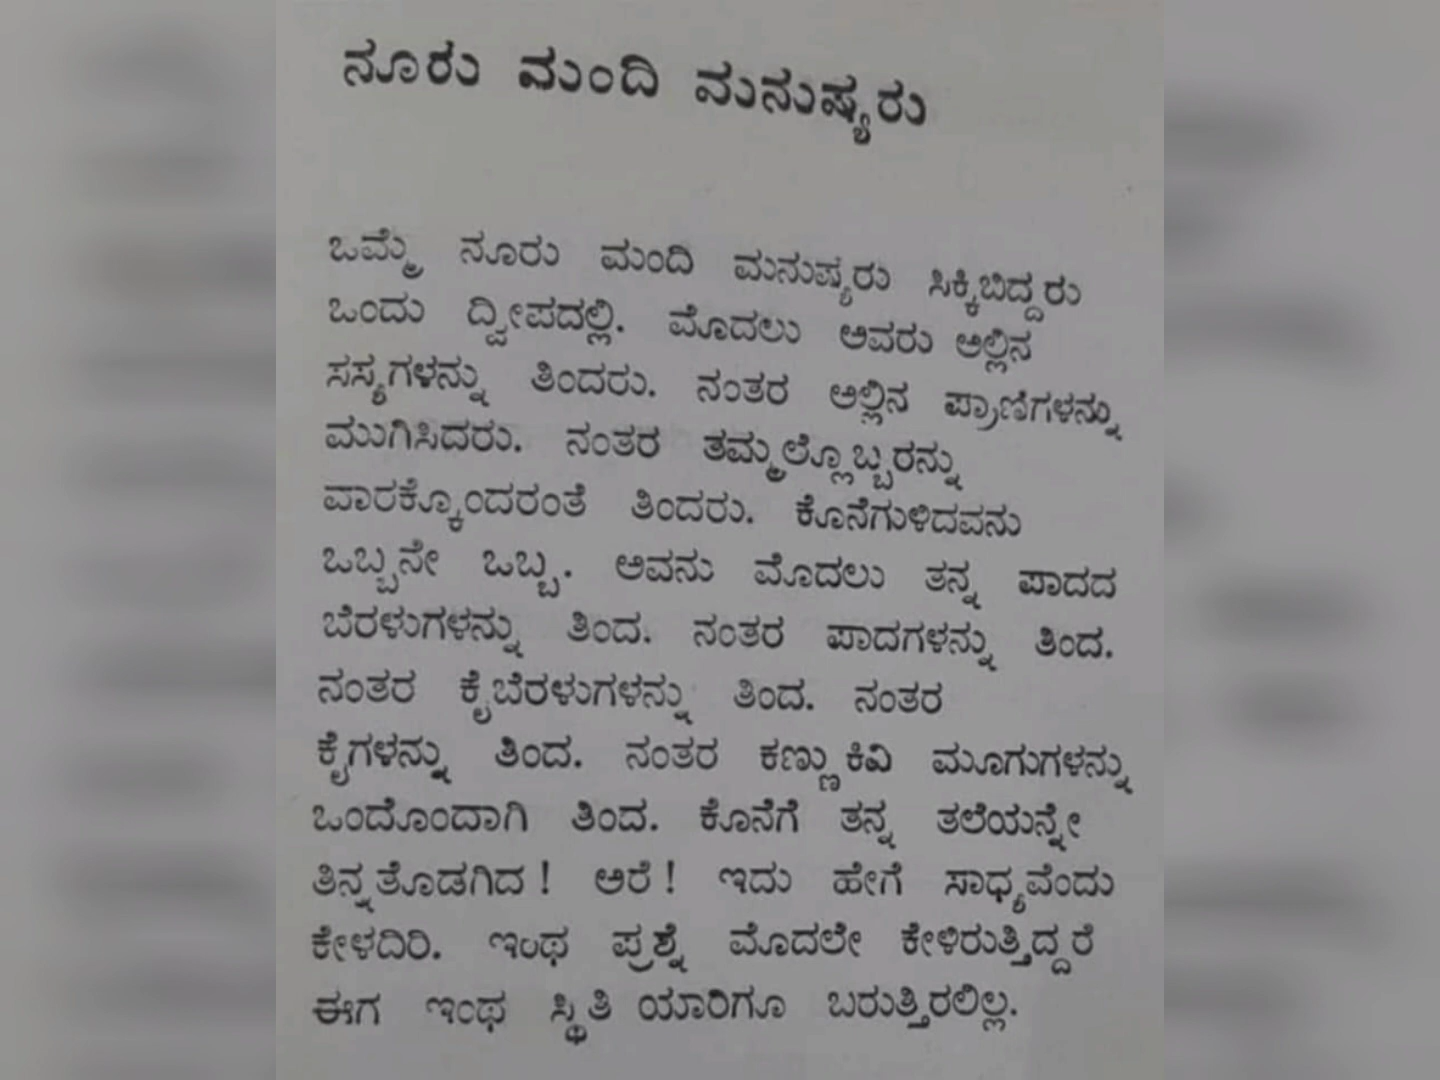 ನೂರು ಮಂದಿ ಮನುಷ್ಯರು
ಒಮ್ಮೆ ನೂರು ಮಂದಿ ಮನುಷ್ಯರು ಸಿಕ್ಕಿಬಿದ್ದರು
ಒಂದು ದ್ವೀಪದಲ್ಲಿ. ಮೊದಲು ಅವರು ಅಲ್ಲಿನ
ಸಸ್ಯಗಳನ್ನು ತಿಂದರು. ನಂತರ ಅಲ್ಲಿನ ಪ್ರಾಣಿಗಳನ್ನೂ
ಮುಗಿಸಿದರು. ನಂತರ ತಮ್ಮಲ್ಲೊಬ್ಬರನ್ನು
ವಾರಕ್ಕೊಂದರಂತೆ ತಿಂದರು. ಕೊನೆಗುಳಿದವನು
ಒಬ್ಬನೇ ಒಬ್ಬ. ಅವನು ಮೊದಲು ತನ್ನ ಪಾದದ
ಬೆರಳುಗಳನ್ನು ತಿಂದ. ನಂತರ ಪಾದಗಳನ್ನು ತಿಂದ.
ನಂತರ ಕೈಬೆರಳುಗಳನ್ನು ತಿಂದ. ನಂತರ
ಕೈಗಳನ್ನು ತಿಂದ. ನಂತರ ಕಣ್ಣು ಕಿವಿ ಮೂಗುಗಳನ್ನು
ಒಂದೊಂದಾಗಿ ತಿಂದ. ಕೊನೆಗೆ ತನ್ನ ತಲೆಯನ್ನೇ
ತಿನ್ನತೊಡಗಿದ! ಅರೆ! ಇದು ಹೇಗೆ ಸಾಧ್ಯವೆಂದು
ಕೇಳದಿರಿ. ಇಂಥ ಪ್ರಶ್ನೆ ಮೊದಲೇ ಕೇಳಿರುತ್ತಿದ್ದರೆ
ಈಗ ಇಂಥ ಸ್ಥಿತಿ ಯಾರಿಗೂ ಬರುತ್ತಿರಲಿಲ್ಲ.